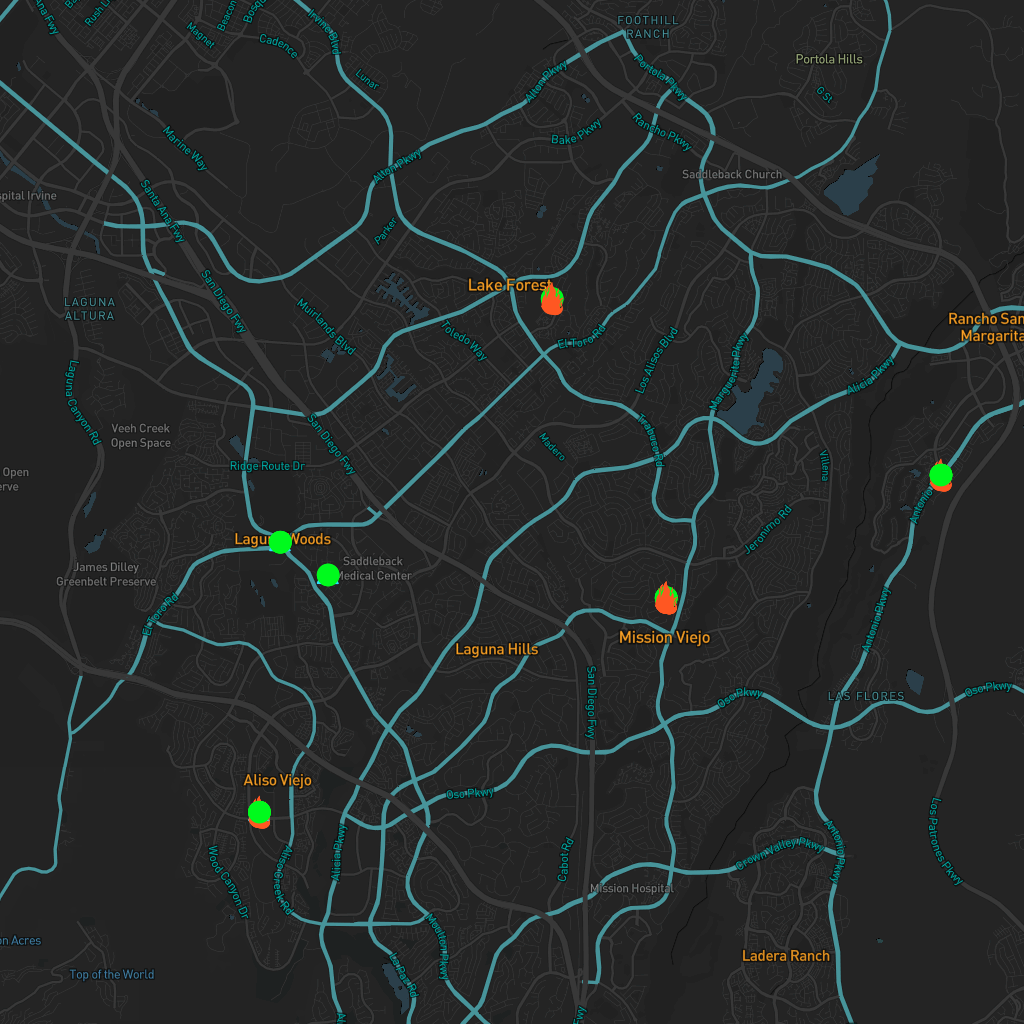 FOOTHILL
RANCH
Portola Hills
Irvine Blvd
Magnet
Cadence
Lunar
Alton Pkwy
Portola Pkwy
G St
Bake Pkwy
Rancho Pkwy
Marine Way
Alton Pkwy
Saddleback Church
Santa Ana Fwy
Parker
San Diego Fwy
Lake Forest
LAGUNA
ALTURA
Muirlands Blvd
Toledo Way
El Toro Rd
Los Alisos Blvd
Marguerite Pkwy
Alicia Pkwy
Laguna Canyon Rd
Veeh Creek
Open Space
San Diego Fwy
Madero
Trabuco Rd
Villena
Ridge Route Dr
Open
Jeronimo Rd
Antonio
James Dilley
Greenbelt Preserve
Saddleback
Medical Center
El Toro Rd
Antonio Pkwy
Mission Viejo
Laguna Hills
San Diego Fwy
Oso Pkwy
LAS FLORES
Oso Pkwy
Aliso Viejo
Oso Pkwy
Alicia Pkwy
Cabot Rd
Crown Valley Pkwy
Antonio Pkwy
Los Patrones Pkwy
Wood Canyon Dr
Aliso Creek Rd
Mission Hospital
Moulton Pkwy
La Paz Rd
Ladera Ranch
Top of the World